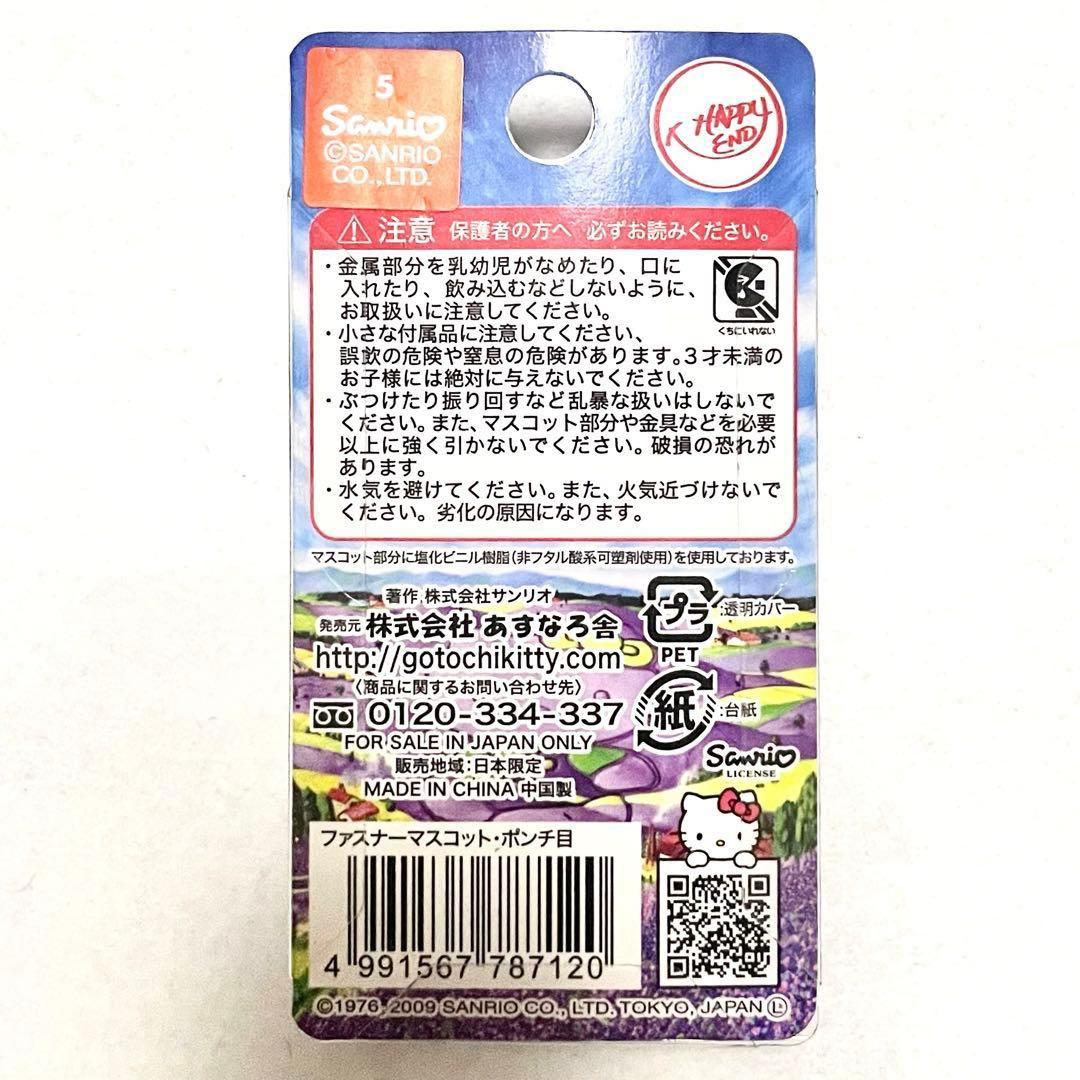 5
Sanrio
©SANRIO
CO.,LTD.
HAPPY
END
注意 保護者の方へ 必ずお読みください。
・金属部分を乳幼児がなめたり、口に
入れたり、飲み込むなどしないように、
お取扱いに注意してください。
くちにいれない
・小さな付属品に注意してください、
誤飲の危険や窒息の危険があります。3才未満の
お子様には絶対に与えないでください。
・ぶつけたり振り回すなど乱暴な扱いはしないで
ください。また、マスコット部分や金具などを必要
以上に強く引かないでください。破損の恐れが
あります。
・水気を避けてください。また、火気近づけないで
ください。劣化の原因になります。
マスコット部分に塩化ビニル樹脂(非フタル酸系可塑剤使用)を使用しております。
著作 株式会社サンリオ
発売元 株式会社 あすなろ舎
http://gotochikitty.com
〈商品に関するお問い合わせ先〉
0120-334-337
FOR SALE IN JAPAN ONLY
販売地域:日本限定
MADE IN CHINA 中国製
プラ :透明カバー
PET
紙 :台紙
Sanrio
LICENSE
ファスナーマスコット・ポンチ目
4 991567 787120
©1976, 2009 SANRIO CO., LTD. TOKYO, JAPAN Ⓛ